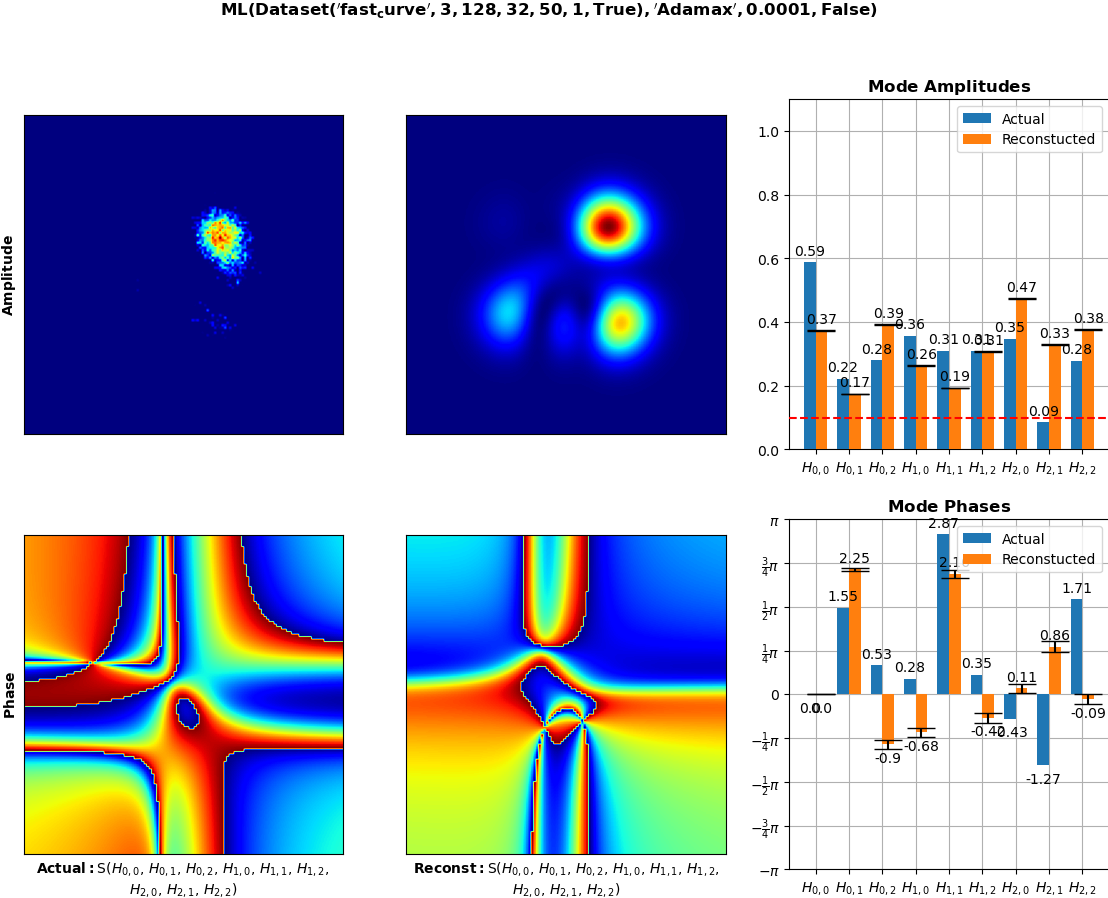 ML(Dataset('fast_curve', 3, 128, 32, 50, 1, True), 'Adamax', 0.0001, False)
Amplitude
Mode Amplitudes
Actual
Reconstucted
1.0
0.8
0.6
0.4
0.2
0.0
0.59
0.37
0.22
0.17
0.28
0.39
0.36
0.26
0.31
0.19
0.31
0.31
0.35
0.47
0.09
0.33
0.28
0.38
H0,0 H0,1 H0,2 H1,0 H1,1 H1,2 H2,0 H2,1 H2,2
Phase
Mode Phases
Actual
Reconstucted
π
3/4π
1/2π
1/4π
0
−1/4π
−1/2π
−3/4π
−π
0.0
0.0
1.55
2.25
0.53
-0.9
0.28
-0.68
2.87
0.35
-0.43
0.11
-1.27
0.86
1.71
-0.09
H0,0 H0,1 H0,2 H1,0 H1,1 H1,2 H2,0 H2,1 H2,2
Actual: S(H0,0, H0,1, H0,2, H1,0, H1,1, H1,2,
H2,0, H2,1, H2,2)
Reconst: S(H0,0, H0,1, H0,2, H1,0, H1,1, H1,2,
H2,0, H2,1, H2,2)